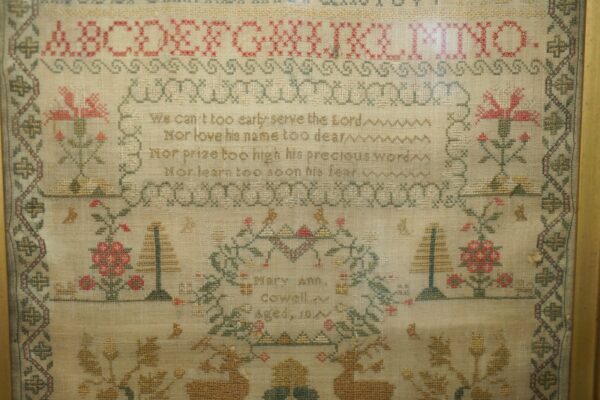 ABCDEFGHIJKLMNO.
We can't too early serve the Lord
Nor love his name too dear
Nor prize too high his precious word
Nor learn too soon his fear
Mary Ann,
Cowell
Aged, 10